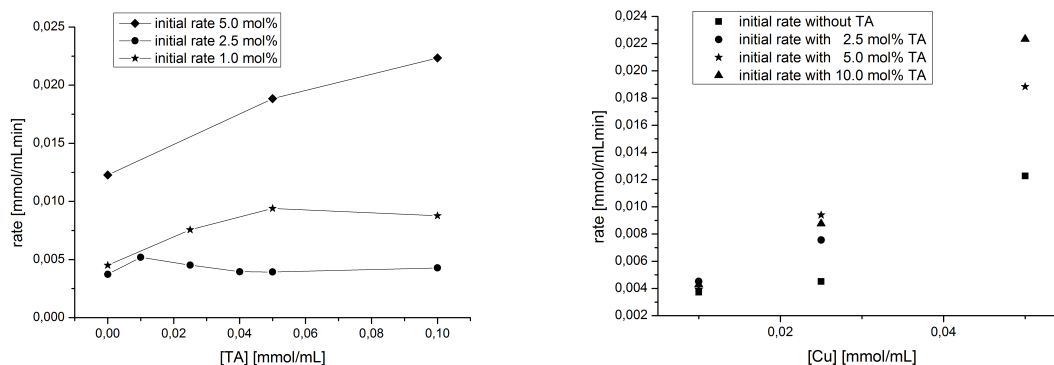 initial rate 5.0 mol%
initial rate 2.5 mol%
initial rate 1.0 mol%
0,025
0,020
0,015
0,010
0,005
0,000
rate [mmol/mLmin]
0,00 0,02 0,04 0,06 0,08 0,10
[TA] [mmol/mL]
initial rate without TA
initial rate with 2.5 mol% TA
initial rate with 5.0 mol% TA
initial rate with 10.0 mol% TA
0,024
0,022
0,020
0,018
0,016
0,014
0,012
0,010
0,008
0,006
0,004
0,002
rate [mmol/mLmin]
0,02 0,04
[Cu] [mmol/mL]